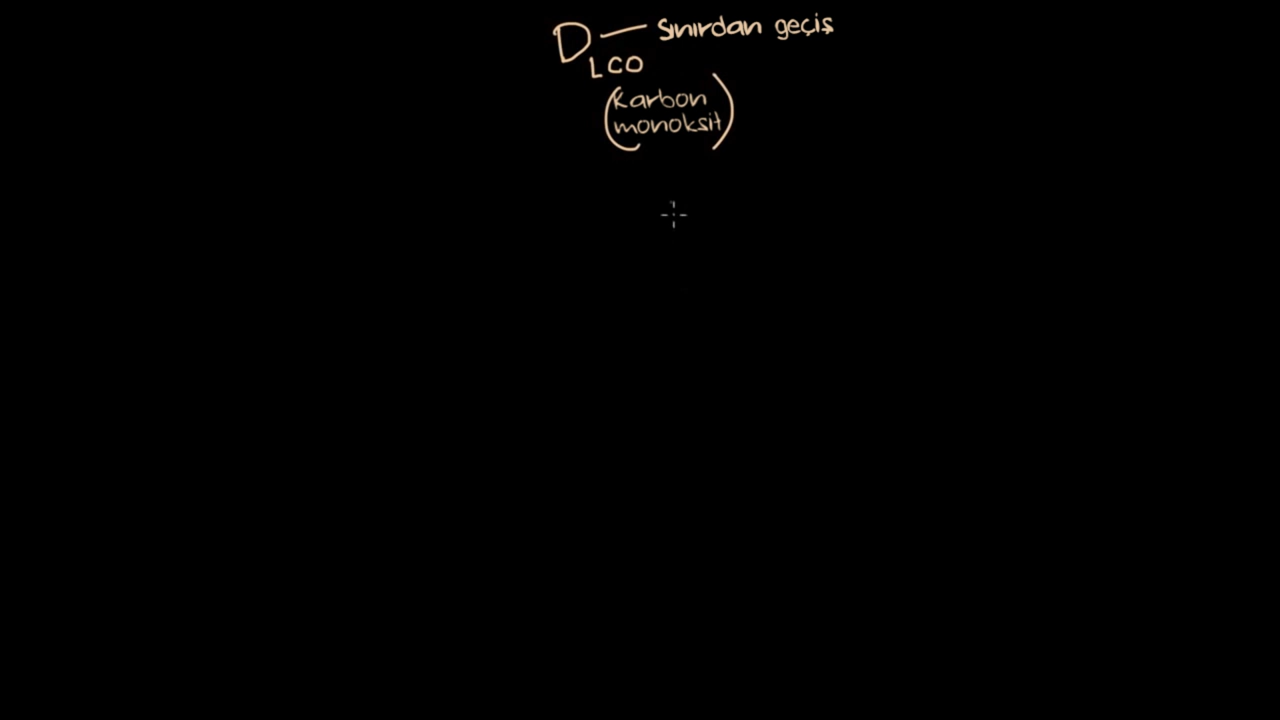 D — sınırdan geçiş
LCO
(karbon
monoksit)